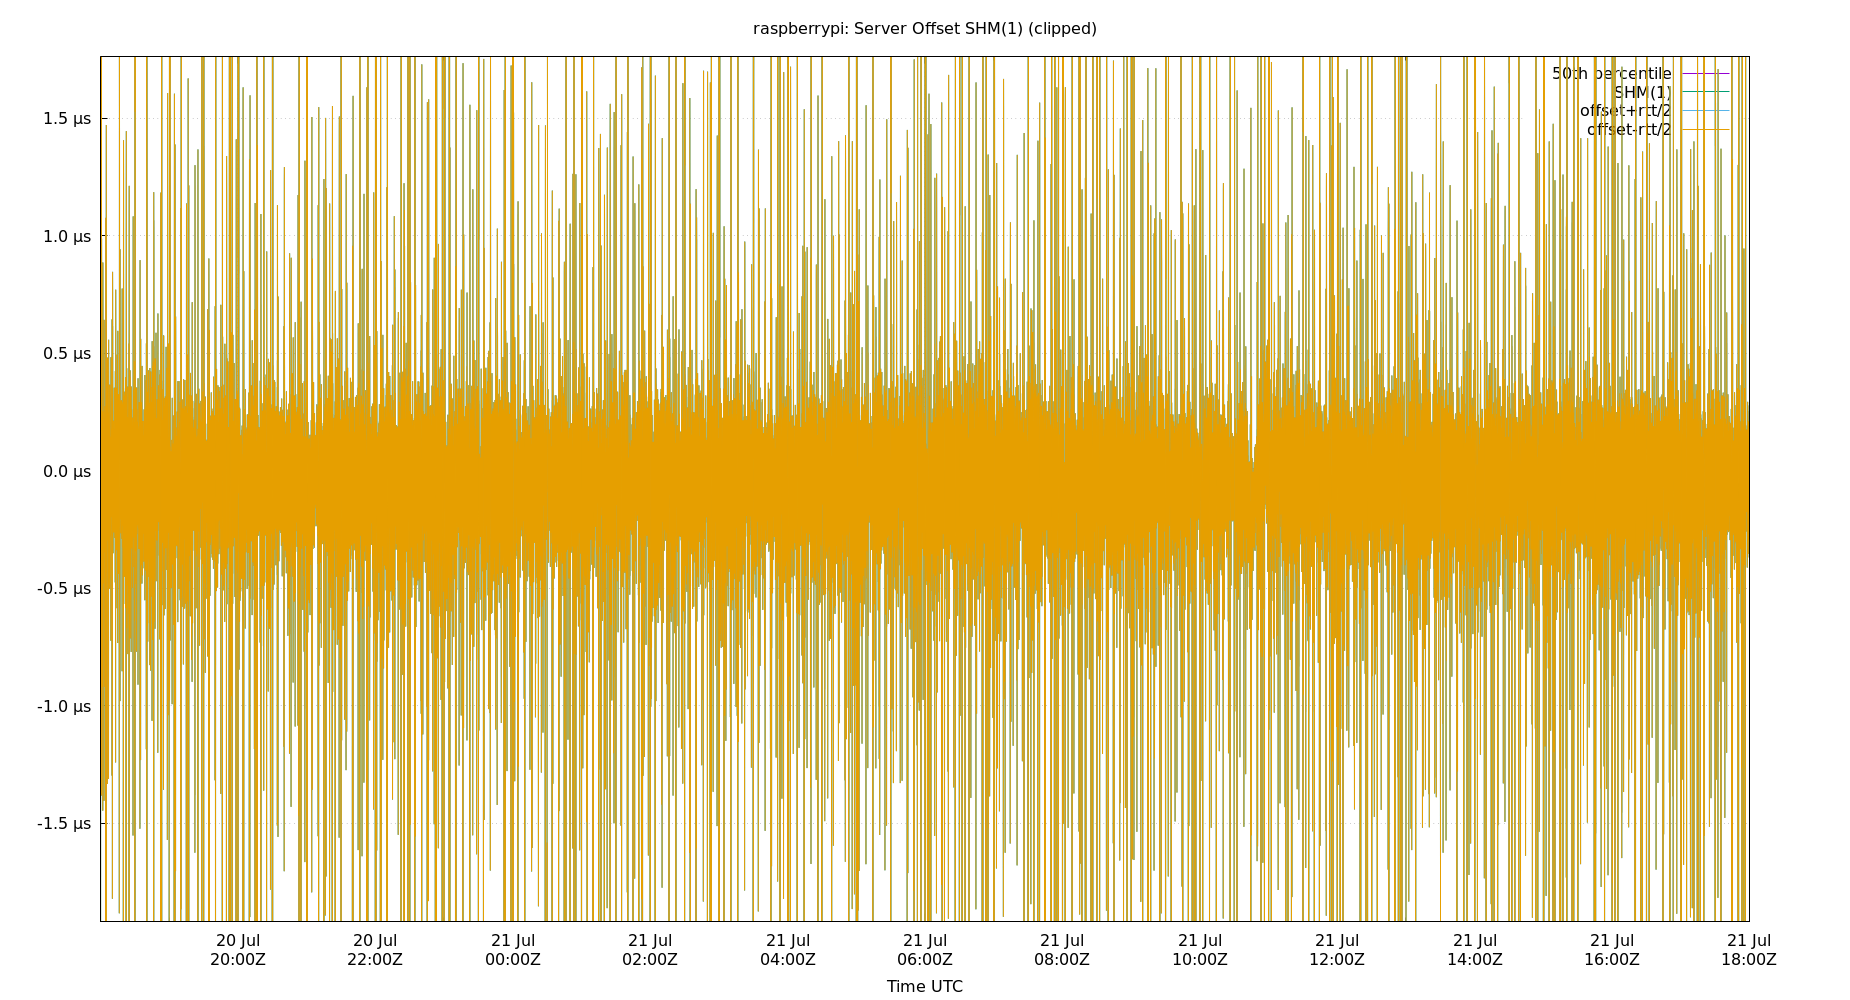 raspberrypi: Server Offset SHM(1) (clipped)
50th percentile
SHM(1)
offset+rtt/2
offset-rtt/2
1.5 µs
1.0 µs
0.5 µs
0.0 µs
-0.5 µs
-1.0 µs
-1.5 µs
20 Jul 20 Jul 21 Jul 21 Jul 21 Jul 21 Jul 21 Jul 21 Jul 21 Jul 21 Jul 21 Jul 21 Jul
20:00Z 22:00Z 00:00Z 02:00Z 04:00Z 06:00Z 08:00Z 10:00Z 12:00Z 14:00Z 16:00Z 18:00Z
Time UTC